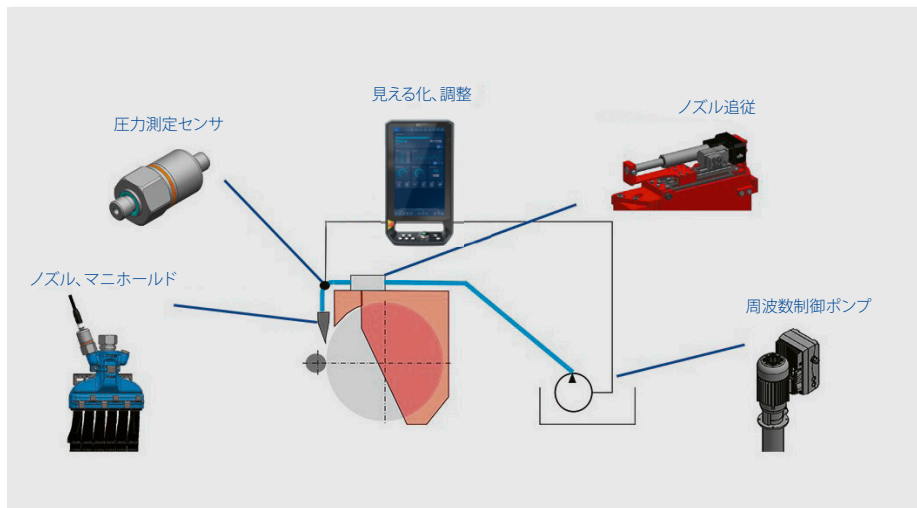 見える化、調整
ノズル追従
圧力測定センサ
ノズル、マニホールド
周波数制御ポンプ